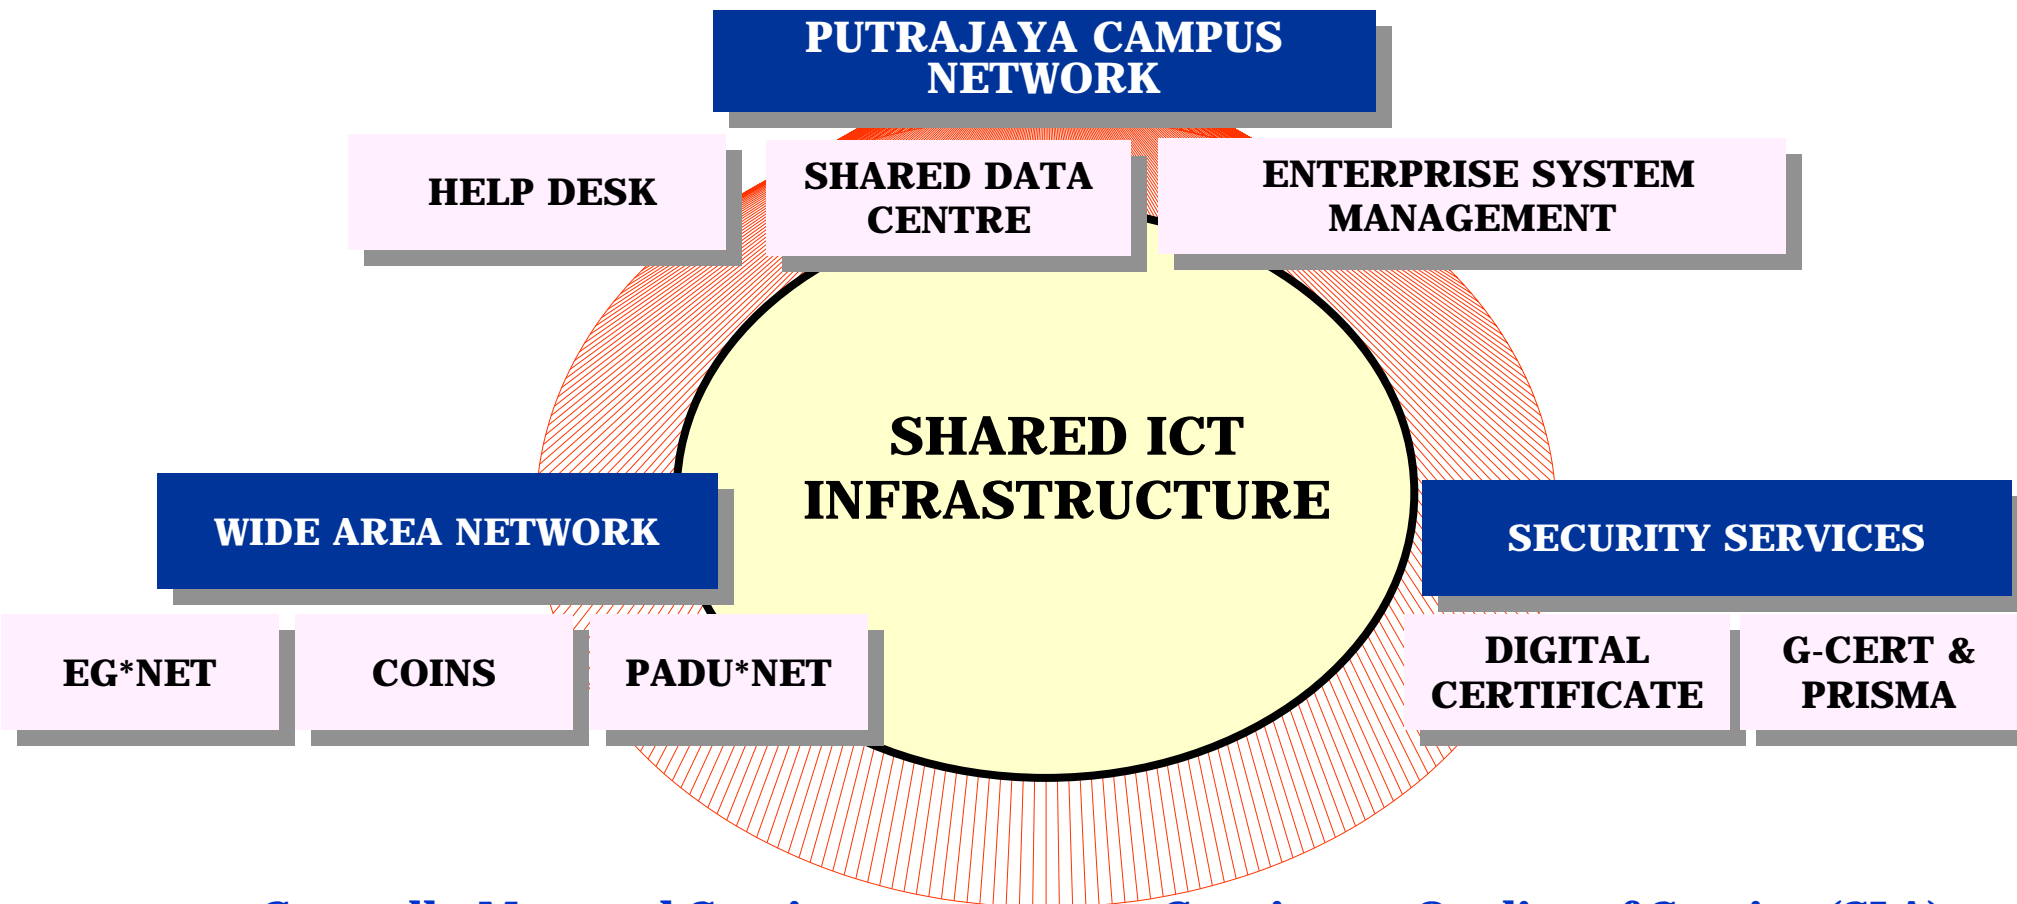 PUTRAJAYA CAMPUS
NETWORK
HELP DESK
SHARED DATA
CENTRE
ENTERPRISE SYSTEM
MANAGEMENT
SHARED ICT
INFRASTRUCTURE
WIDE AREA NETWORK
SECURITY SERVICES
EG*NET
COINS
PADU*NET
DIGITAL
CERTIFICATE
G-CERT &
PRISMA